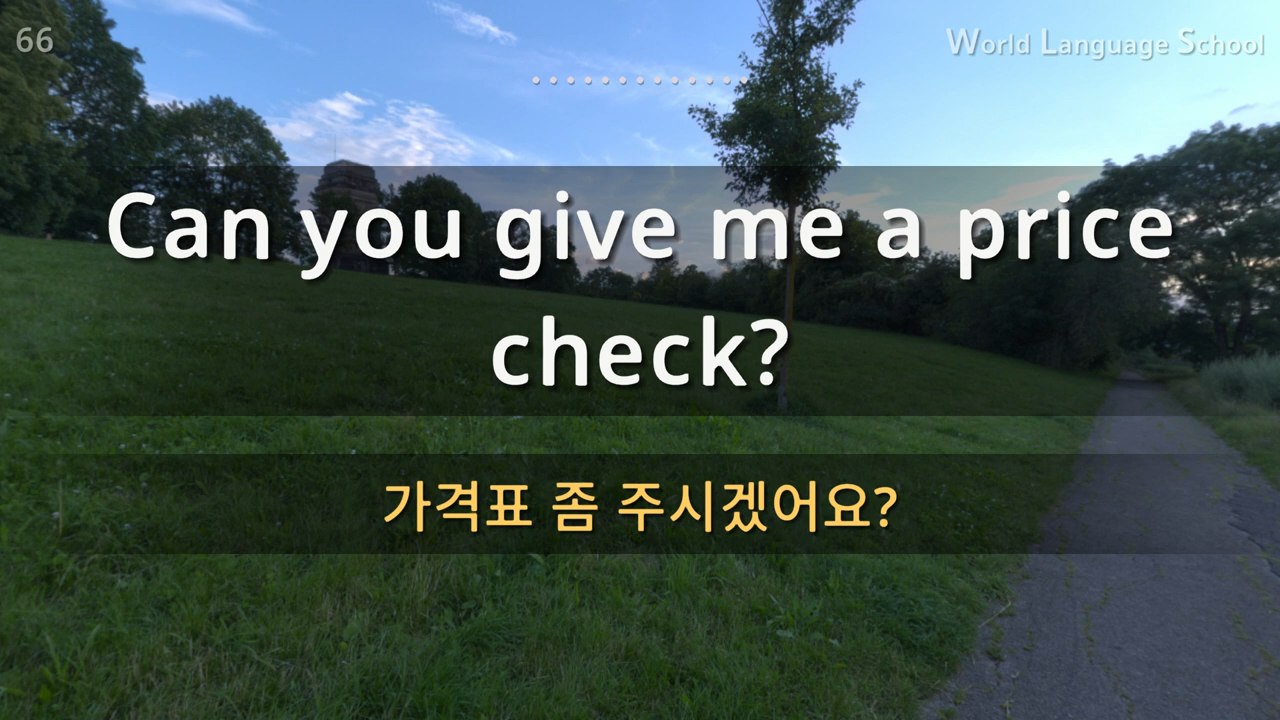 66
World Language School
Can you give me a price
check?
가격표 좀 주시겠어요?